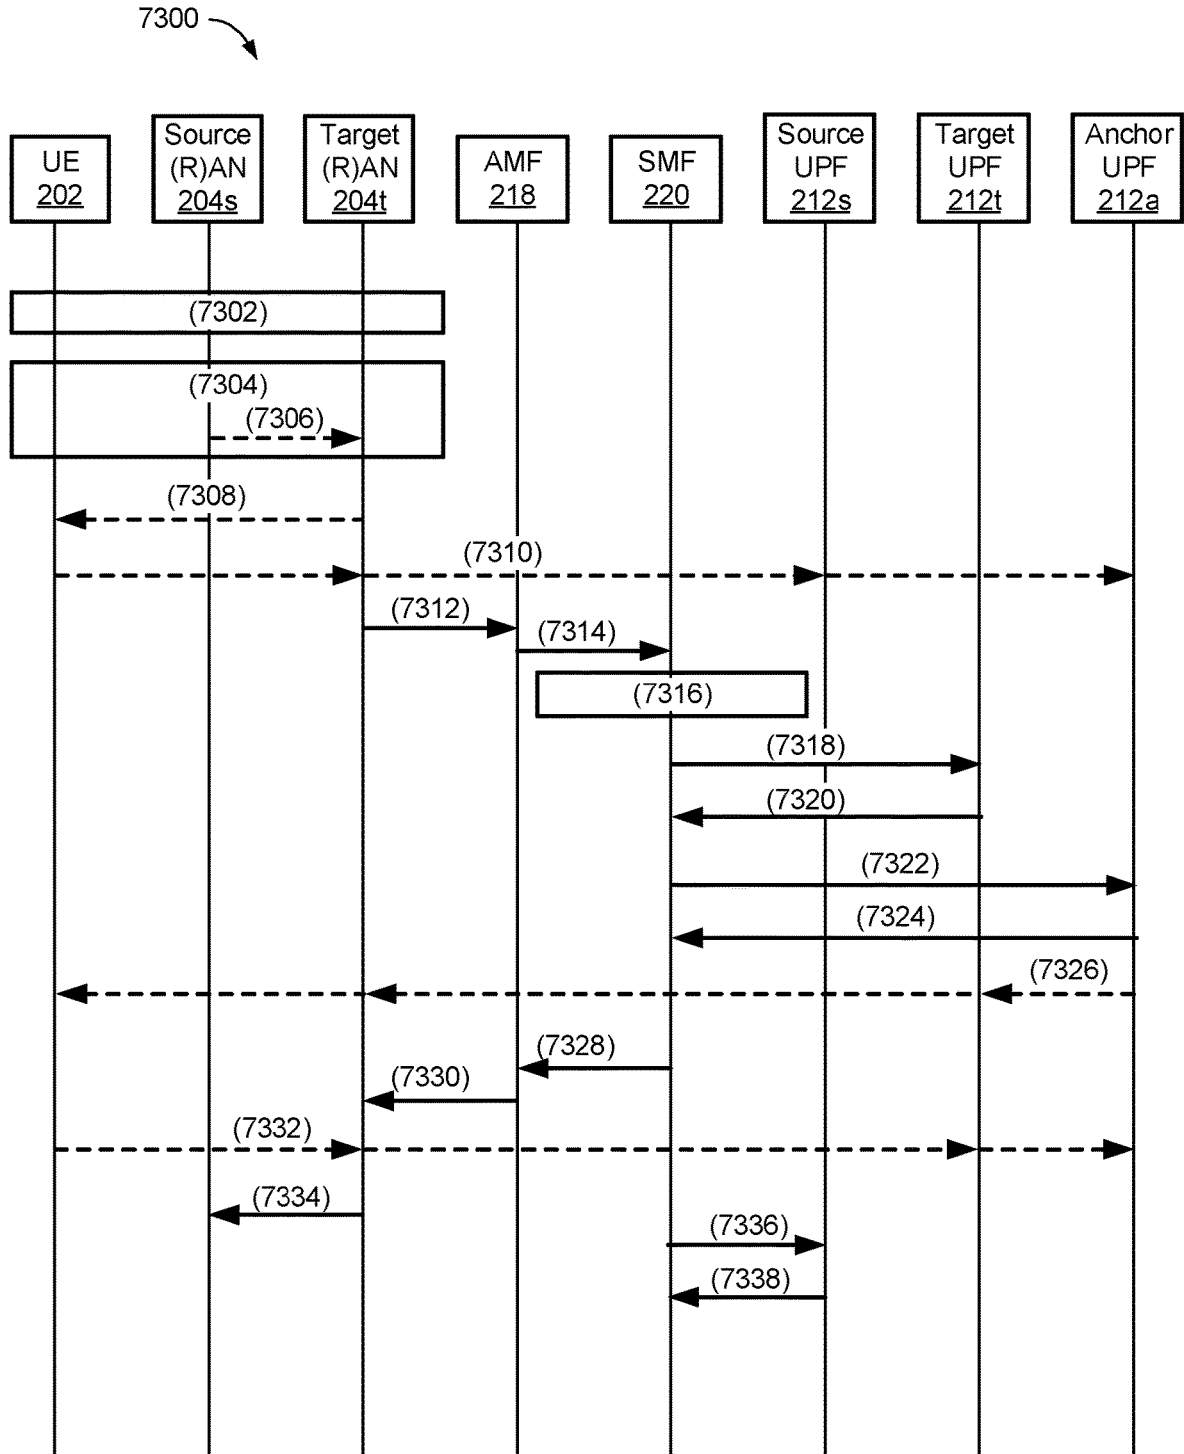 7300
UE
202
Source
(R)AN
204s
Target
(R)AN
204t
AMF
218
SMF
220
Source
UPF
212s
Target
UPF
212t
Anchor
UPF
212a
(7302)
(7304)
(7306)
(7308)
(7310)
(7312)
(7314)
(7316)
(7318)
(7320)
(7322)
(7324)
(7326)
(7328)
(7330)
(7332)
(7334)
(7336)
(7338)